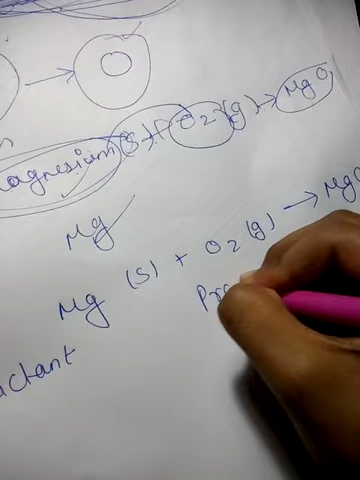 magnesium (s) + O2 (g) → MgO
Mg
Mg (s) + O2 (g) → MgO
Pro
actant